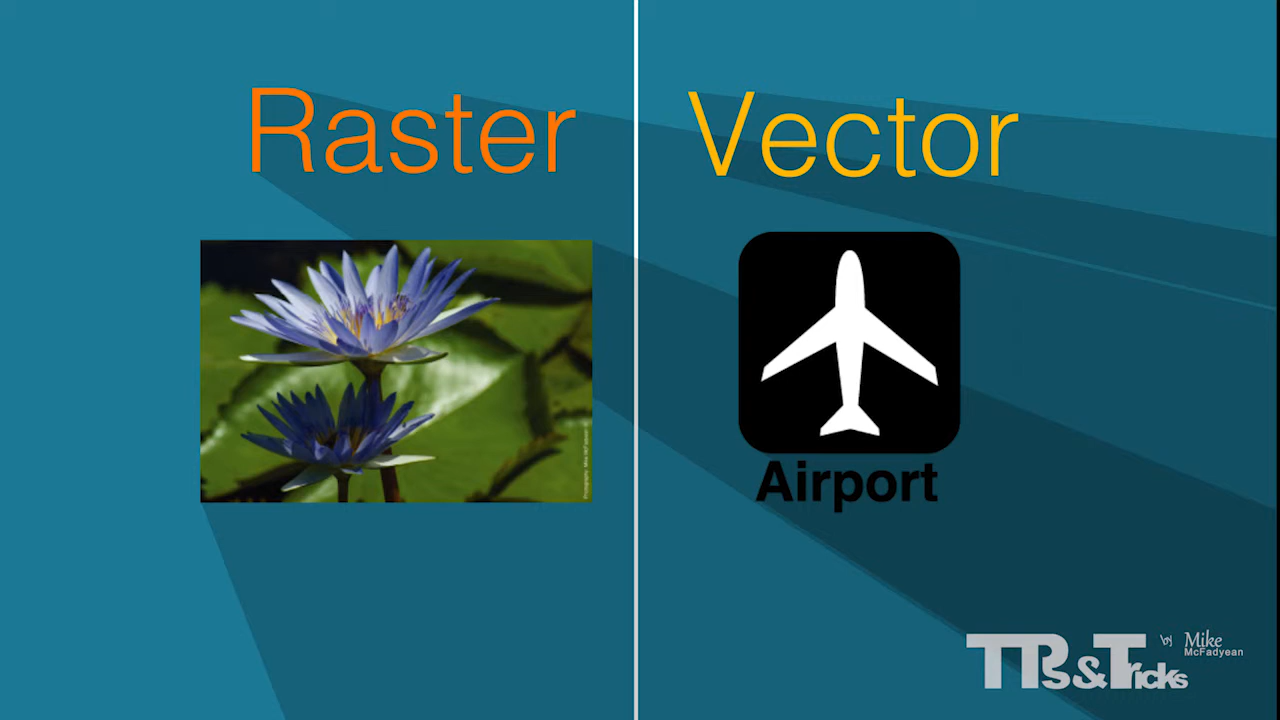 Raster
Vector
Airport
TIPs & Tricks
by Mike
McFadyean